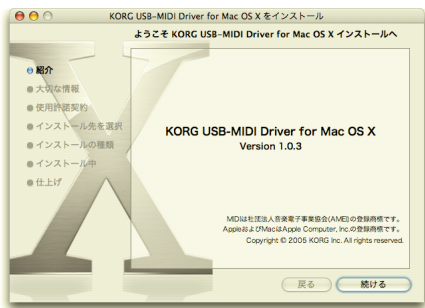 KORG USB-MIDI Driver for Mac OS X をインストール
ようこそ KORG USB-MIDI Driver for Mac OS X インストーラへ
紹介
大切な情報
使用許諾契約
インストール先を選択
インストールの種類
インストール中
仕上げ
KORG USB-MIDI Driver for Mac OS X
Version 1.0.3
MIDIは社団法人音楽電子事業協会(AMEI)の登録商標です。
AppleおよびMacはApple Computer, Inc.の登録商標です。
Copyright © 2005 KORG Inc. All rights reserved.
戻る
続ける